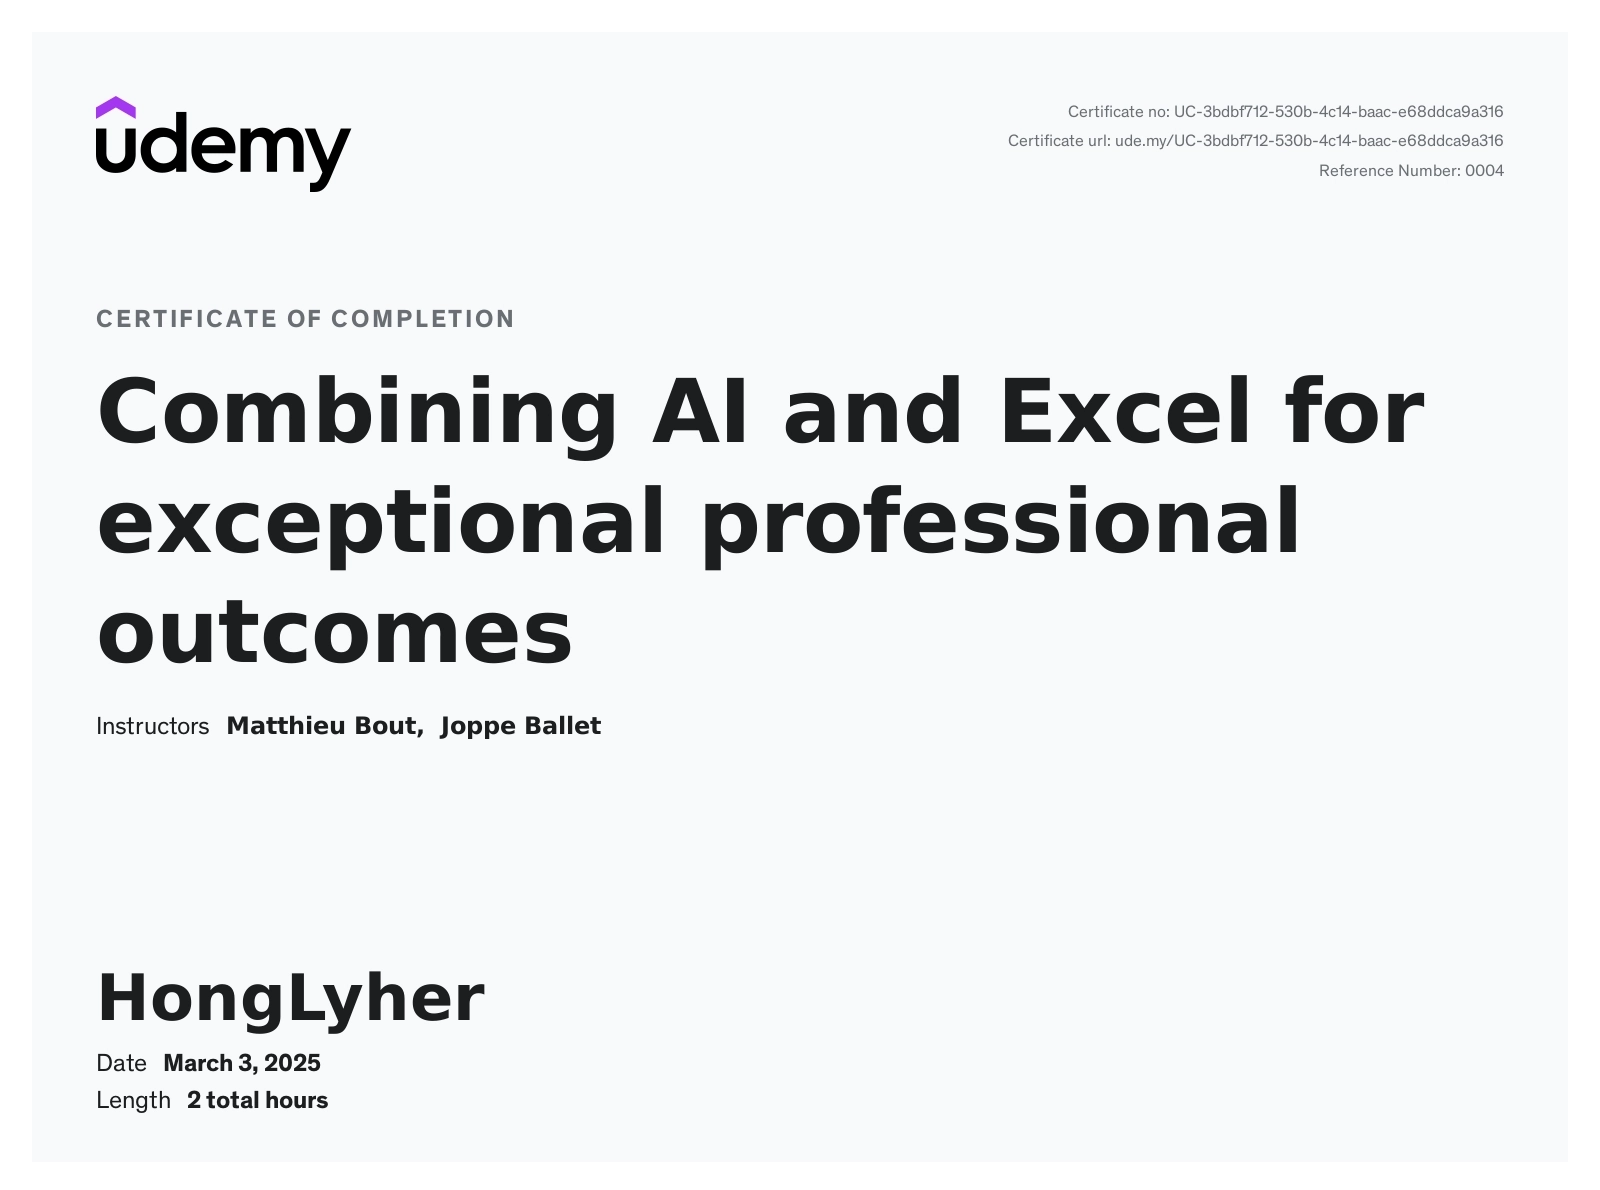 udemy
Certificate no: UC-3bdbf712-530b-4c14-baac-e68ddca9a316
Certificate url: ude.my/UC-3bdbf712-530b-4c14-baac-e68ddca9a316
Reference Number: 0004
CERTIFICATE OF COMPLETION
Combining AI and Excel for
exceptional professional
outcomes
Instructors Matthieu Bout, Joppe Ballet
HongLyher
Date March 3, 2025
Length 2 total hours